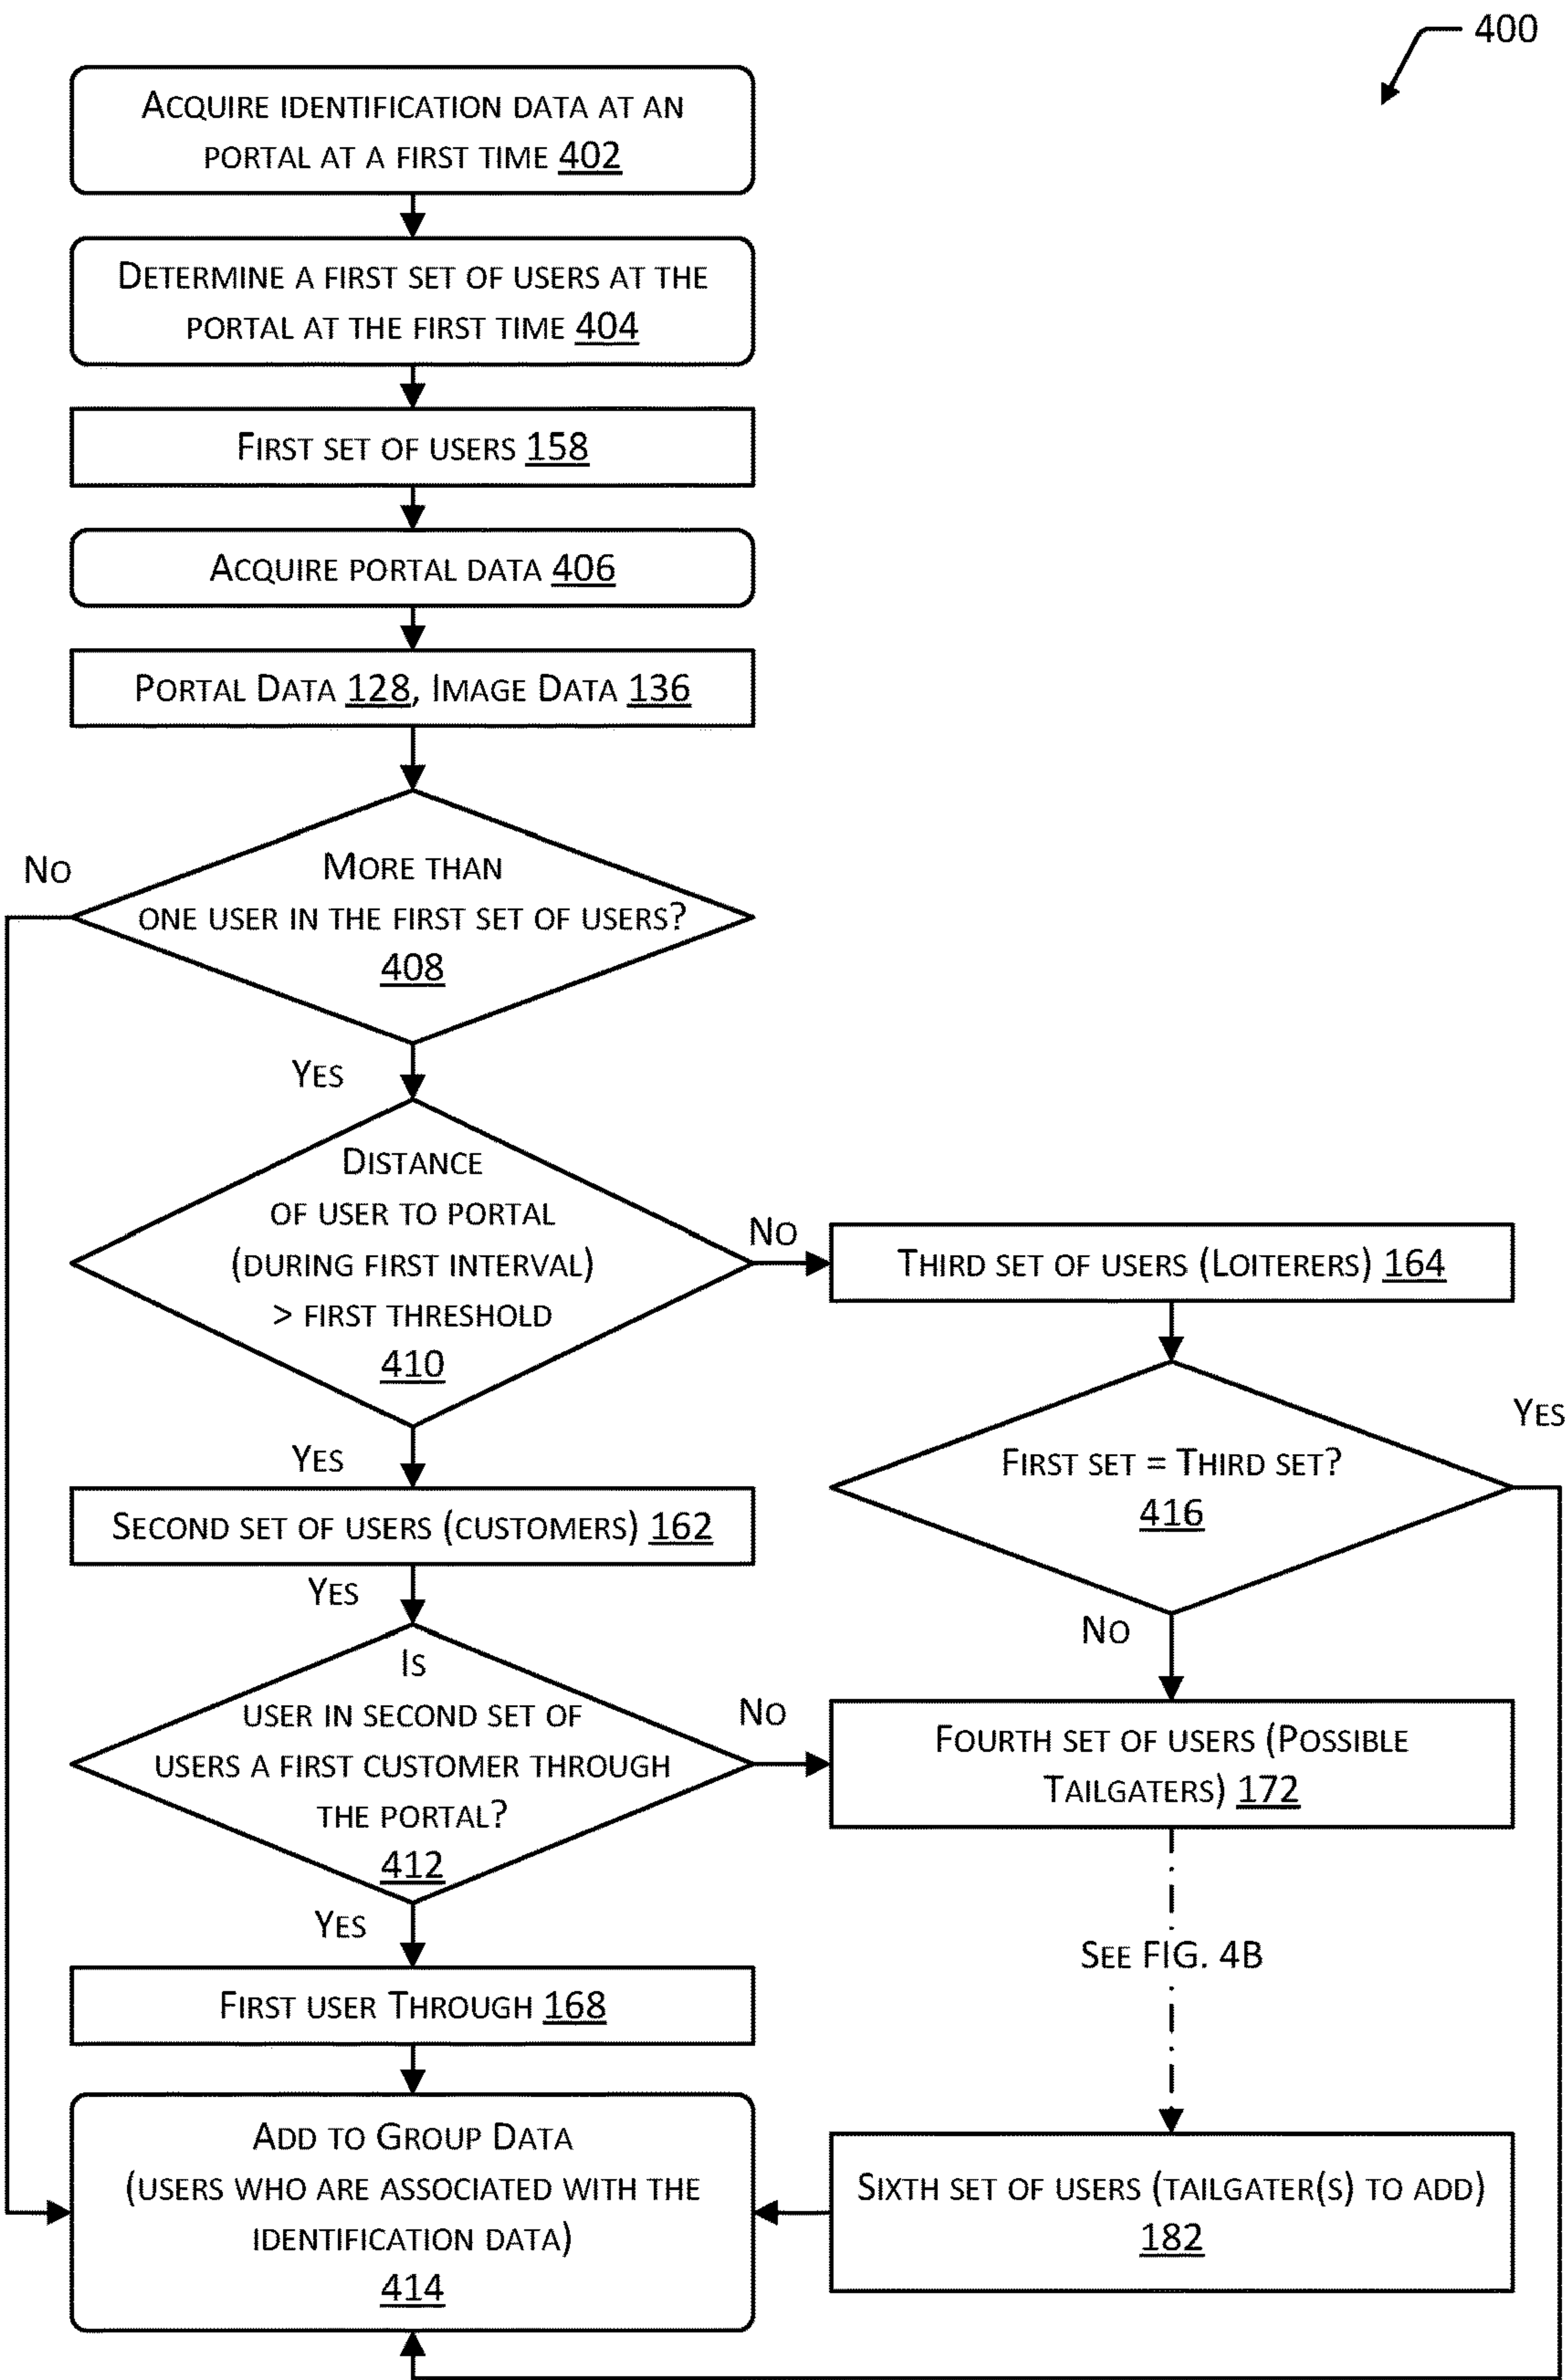 400
ACQUIRE IDENTIFICATION DATA AT AN
PORTAL AT A FIRST TIME 402
DETERMINE A FIRST SET OF USERS AT THE
PORTAL AT THE FIRST TIME 404
FIRST SET OF USERS 158
ACQUIRE PORTAL DATA 406
PORTAL DATA 128, IMAGE DATA 136
NO
MORE THAN
ONE USER IN THE FIRST SET OF USERS?
408
YES
DISTANCE
OF USER TO PORTAL
(DURING FIRST INTERVAL)
> FIRST THRESHOLD
410
NO
THIRD SET OF USERS (LOITERERS) 164
YES
FIRST SET = THIRD SET?
416
YES
SECOND SET OF USERS (CUSTOMERS) 162
YES
NO
IS
USER IN SECOND SET OF
USERS A FIRST CUSTOMER THROUGH
THE PORTAL?
412
NO
FOURTH SET OF USERS (POSSIBLE
TAILGATERS) 172
YES
SEE FIG. 4B
FIRST USER THROUGH 168
ADD TO GROUP DATA
(USERS WHO ARE ASSOCIATED WITH THE
IDENTIFICATION DATA)
414
SIXTH SET OF USERS (TAILGATER(S) TO ADD)
182